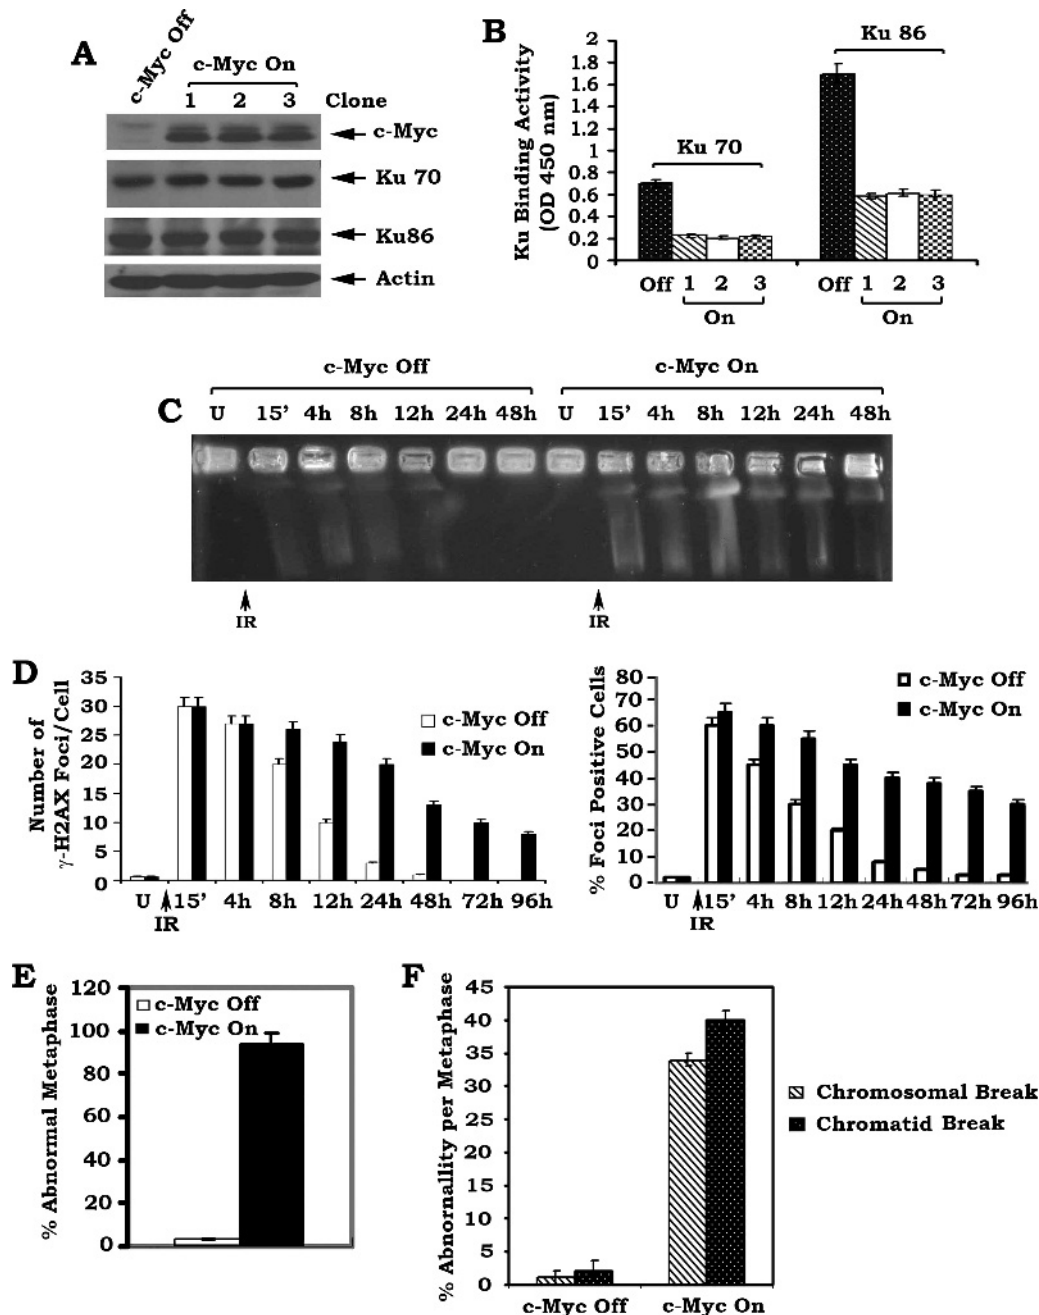 A
c-Myc Off
c-Myc On
1 2 3 Clone
c-Myc
Ku 70
Ku86
Actin
B
Ku Binding Activity
(OD 450 nm)
2
1.8
1.6
1.4
1.2
1
0.8
0.6
0.4
0.2
0
Ku 70
Ku 86
Off 1 2 3 Off 1 2 3
On On
C
c-Myc Off c-Myc On
U 15' 4h 8h 12h 24h 48h U 15' 4h 8h 12h 24h 48h
IR IR
D
Number of
γ-H2AX Foci/Cell
35
30
25
20
15
10
5
0
c-Myc Off
c-Myc On
U 15' 4h 8h 12h 24h 48h 72h 96h
IR
% Foci Positive Cells
80
70
60
50
40
30
20
10
0
c-Myc Off
c-Myc On
U 15' 4h 8h 12h 24h 48h 72h 96h
IR
E
% Abnormal Metaphase
120
100
80
60
40
20
0
c-Myc Off
c-Myc On
F
% Abnornallity per Metaphase
45
40
35
30
25
20
15
10
5
0
c-Myc Off c-Myc On
Chromosomal Break
Chromatid Break